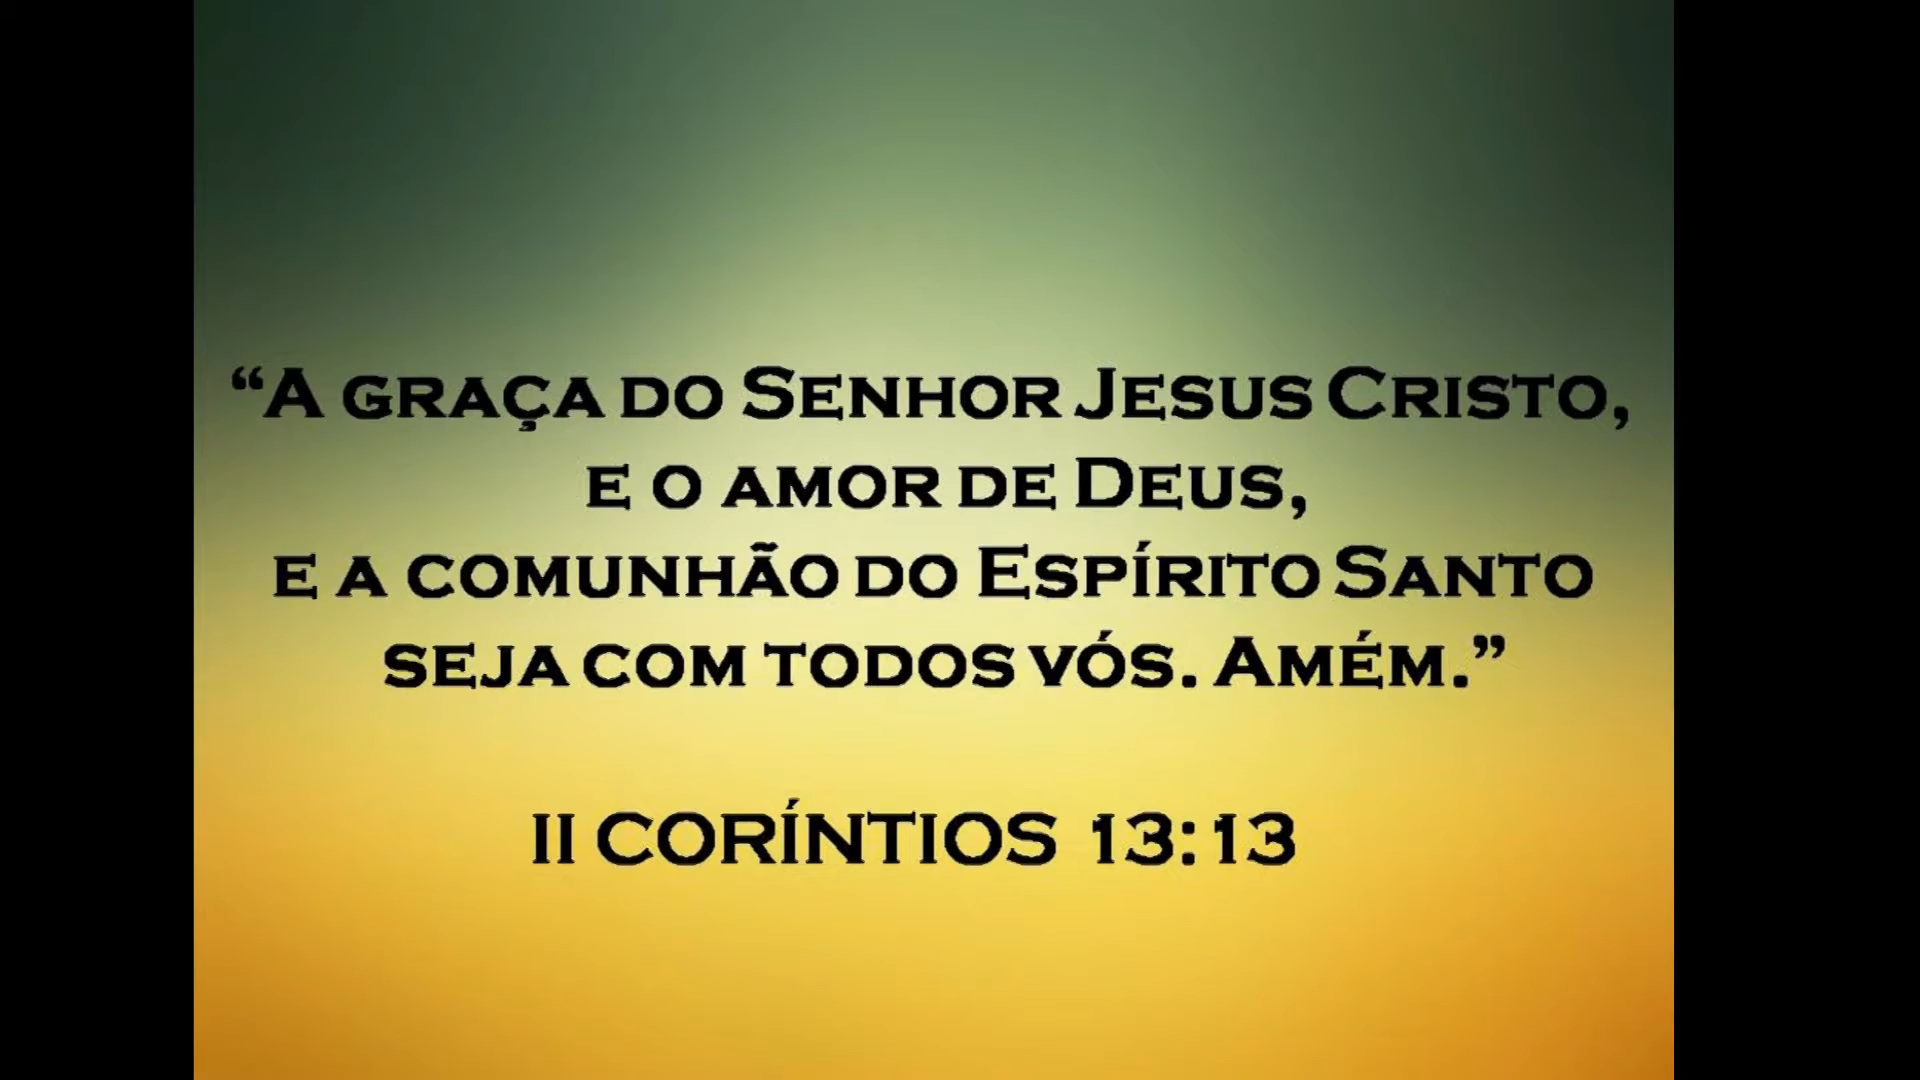 “A GRAÇA DO SENHOR JESUS CRISTO,
E O AMOR DE DEUS,
E A COMUNHÃO DO ESPÍRITO SANTO
SEJA COM TODOS VÓS. AMÉM.”
II CORÍNTIOS 13:13